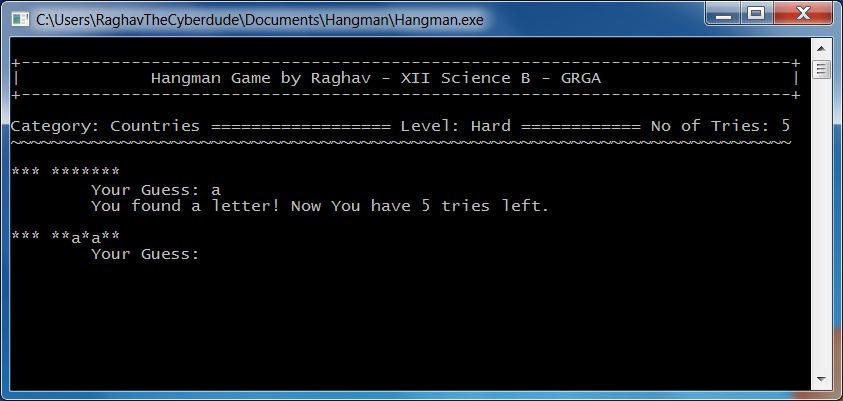 C:\Users\RaghavTheCyberdude\Documents\Hangman\Hangman.exe
+-----------------------------------------------------------------------------+
| Hangman Game by Raghav - XII Science B - GRGA |
+-----------------------------------------------------------------------------+
Category: Countries ================== Level: Hard ============ No of Tries: 5
~~~~~~~~~~~~~~~~~~~~~~~~~~~~~~~~~~~~~~~~~~~~~~~~~~~~~~~~~~~~~~~~~~~~~~~~~~~~~~
*** *******
Your Guess: a
You found a letter! Now You have 5 tries left.
*** **a*a**
Your Guess: